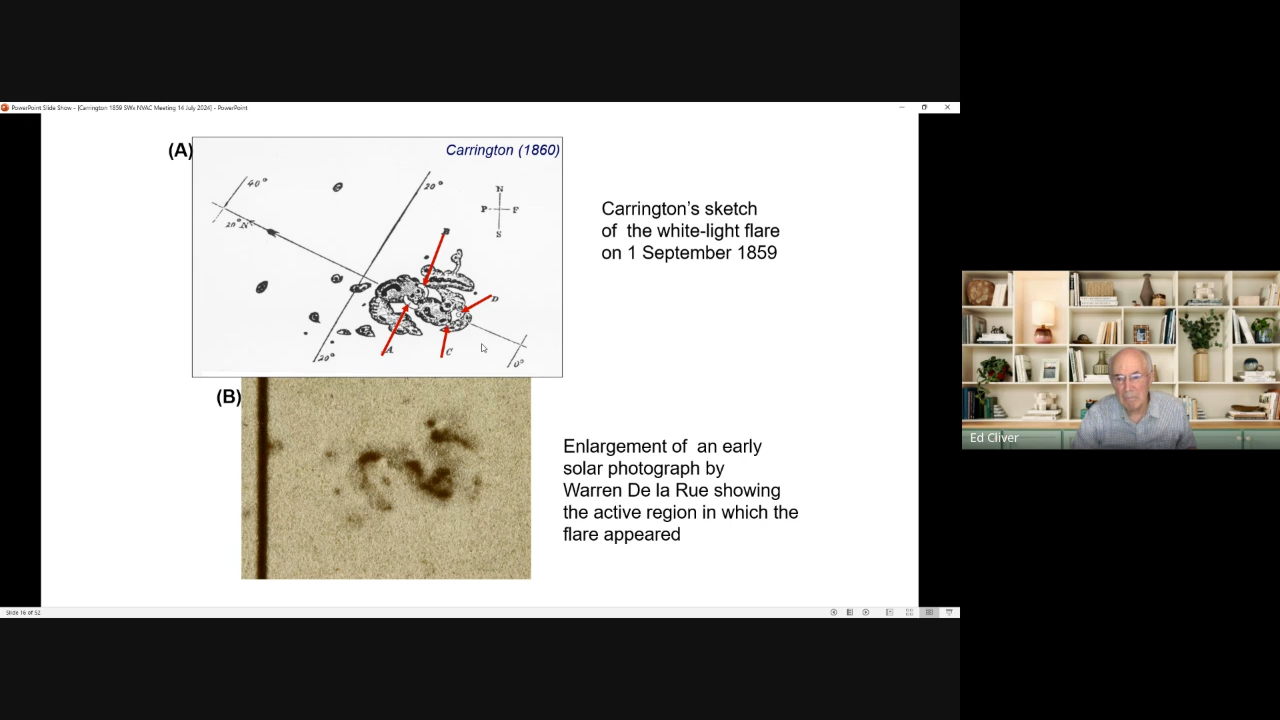 PowerPoint Slide Show - [Carrington 1859 SWx NVAC Meeting 14 July 2024] - PowerPoint
(A)
Carrington (1860)
40°
20°
N
P F
S
20° N
B
D
A
C
20°
0°
Carrington's sketch
of the white-light flare
on 1 September 1859
(B)
Enlargement of an early
solar photograph by
Warren De la Rue showing
the active region in which the
flare appeared
Slide 16 of 52
Ed Cliver